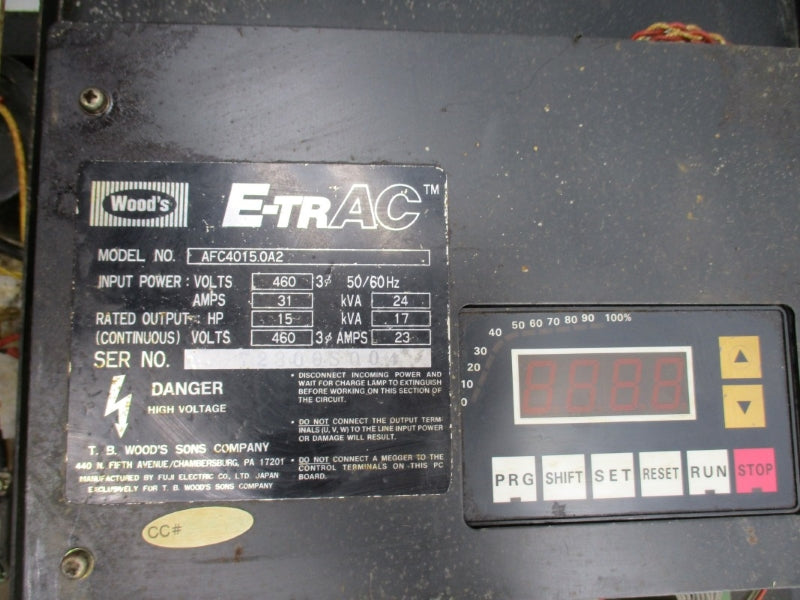 Wood's
E-TRAC™
MODEL NO. AFC4015.0A2
INPUT POWER: VOLTS 460 3ø 50/60Hz
AMPS 31 kVA 24
RATED OUTPUT: HP 15 kVA 17
(CONTINUOUS) VOLTS 460 3ø AMPS 23
SER NO.
DANGER
HIGH VOLTAGE
T. B. WOOD'S SONS COMPANY
440 N. FIFTH AVENUE/CHAMBERSBURG, PA 17201
MANUFACTURED BY FUJI ELECTRIC CO., LTD. JAPAN
EXCLUSIVELY FOR T. B. WOOD'S SONS COMPANY
• DISCONNECT INCOMING POWER AND
WAIT FOR CHARGE LAMP TO EXTINGUISH
BEFORE WORKING ON THIS SECTION OF
THE CIRCUIT.
• DO NOT CONNECT THE OUTPUT TERM-
INALS (U, V, W) TO THE LINE INPUT POWER
OR DAMAGE WILL RESULT.
• DO NOT CONNECT A MEGGER TO THE
CONTROL TERMINALS ON THIS PC
BOARD.
CC#
0 10 20 30 40 50 60 70 80 90 100%
▲
▼
PRG SHIFT SET RESET RUN STOP